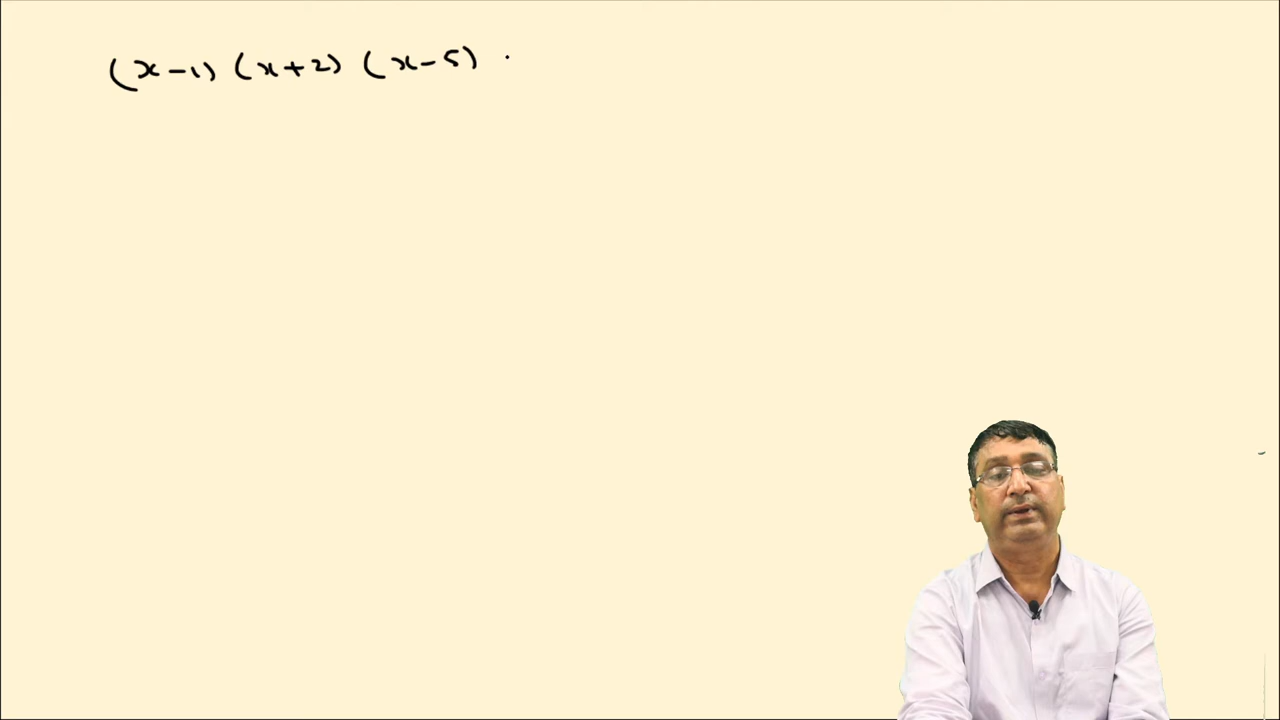 (x-1) (x+2) (x-5) .